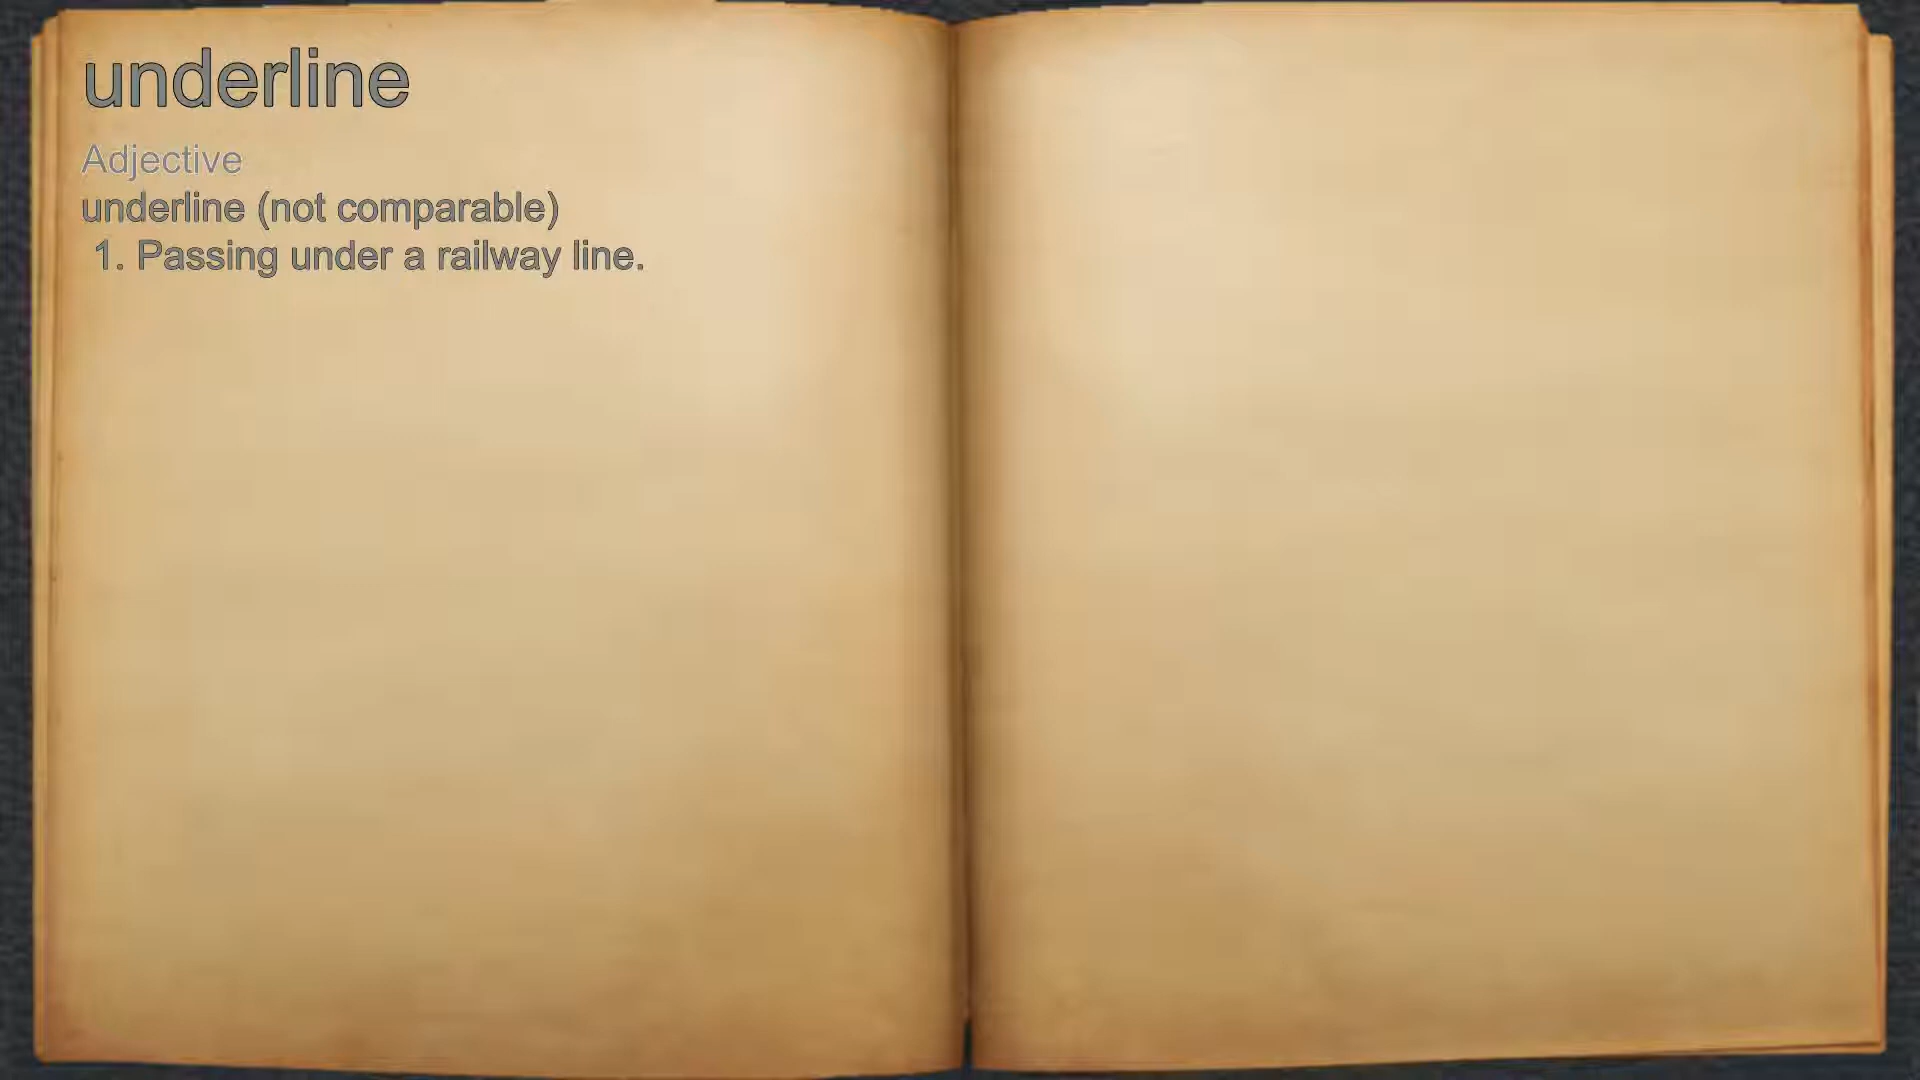 underline
Adjective
underline (not comparable)
1. Passing under a railway line.